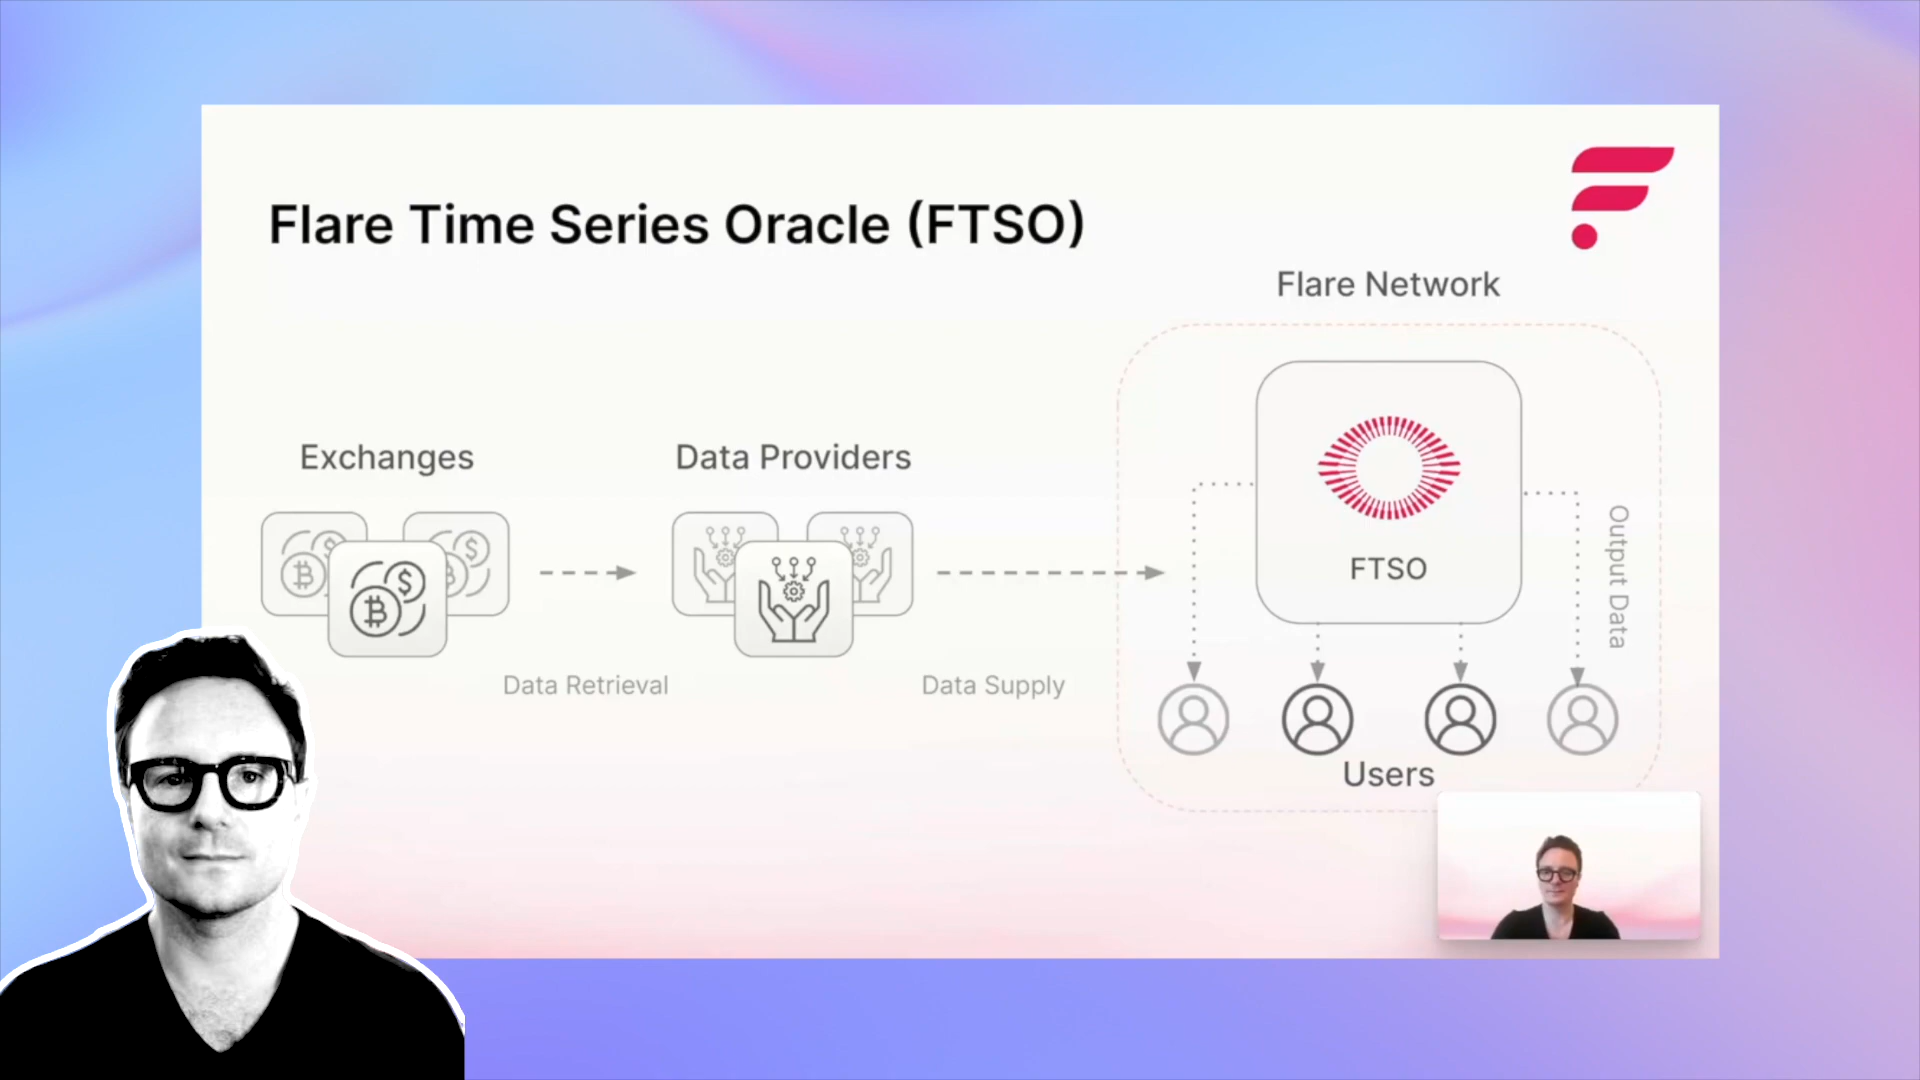 Flare Time Series Oracle (FTSO)
Flare Network
Exchanges
Data Providers
FTSO
Output Data
Data Retrieval
Data Supply
Users